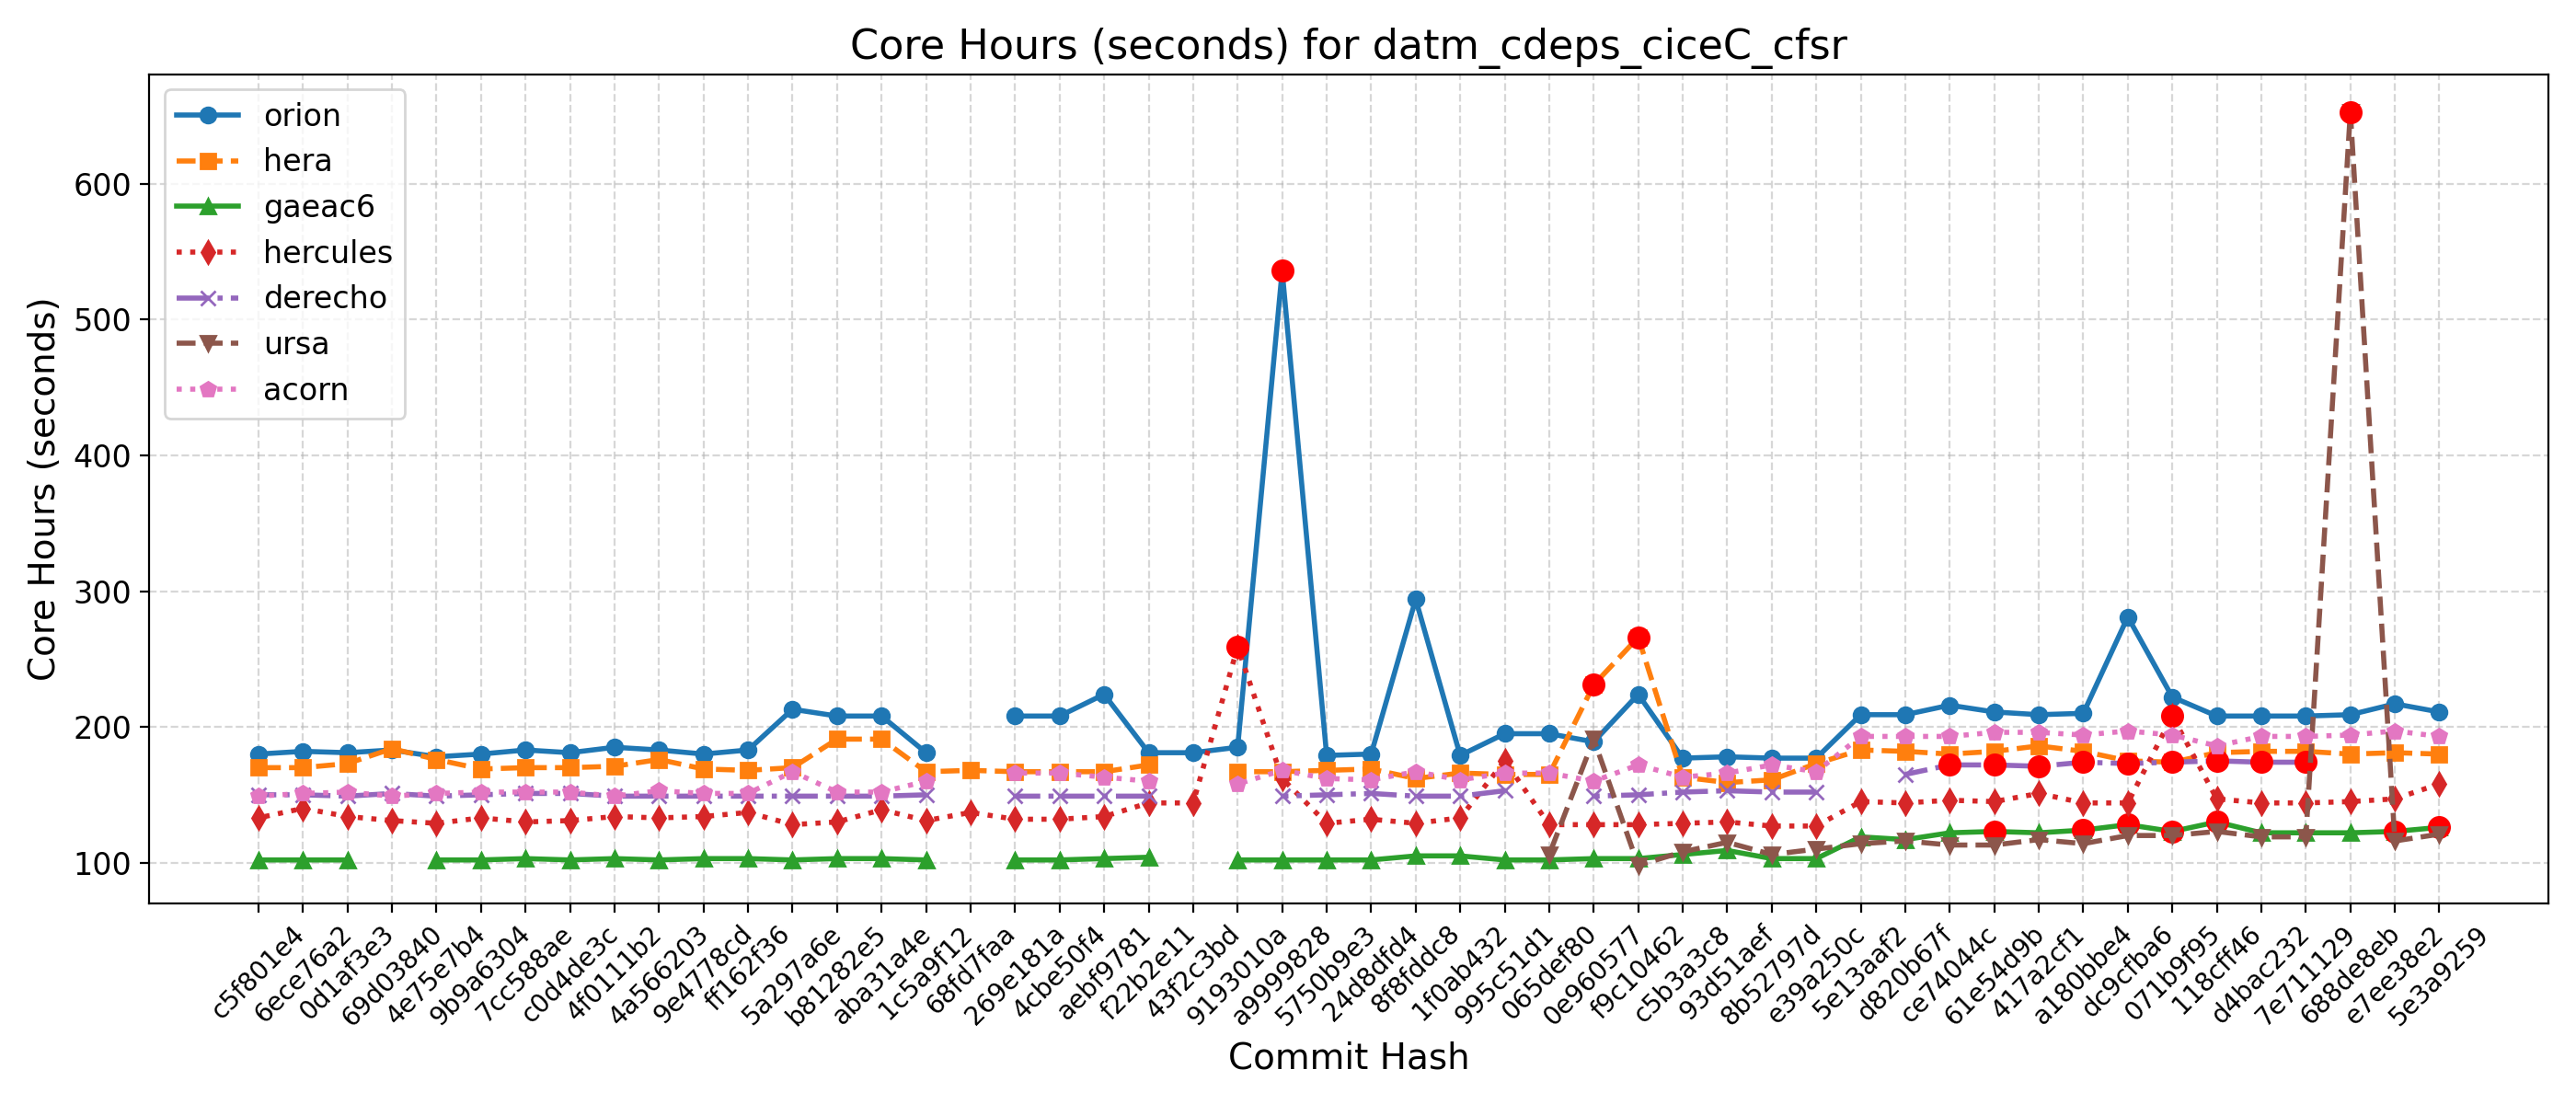 Core Hours (seconds) for datm_cdeps_ciceC_cfsr
orion
hera
gaeac6
hercules
derecho
ursa
acorn
Core Hours (seconds)
600
500
400
300
200
100
c5f801e4
6ece76a2
0d1af3e3
69d03840
4e75e7b4
9b9a6304
7cc588ae
c0d4de3c
4f0111b2
4a566203
9e4778cd
ff162f36
5a297a6e
b81282e5
aba31a4e
1c5a9f12
68fd7faa
269e181a
4cbe50f4
aebf9781
f22b2e11
43f2c3bd
9193010a
a9999828
5750b9e3
24d8dfd4
8f8fddc8
1f0ab432
995c51d1
065def80
0e960577
f9c10462
c5b3a3c8
93d51aef
8b52797d
e39a250c
5e13aaf2
d820b67f
ce74044c
61e54d9b
417a2cf1
a180bbe4
dc9cfba6
071b9f95
118cff46
d4bac232
7e711129
688de8eb
e7ee38e2
5e3a9259
Commit Hash